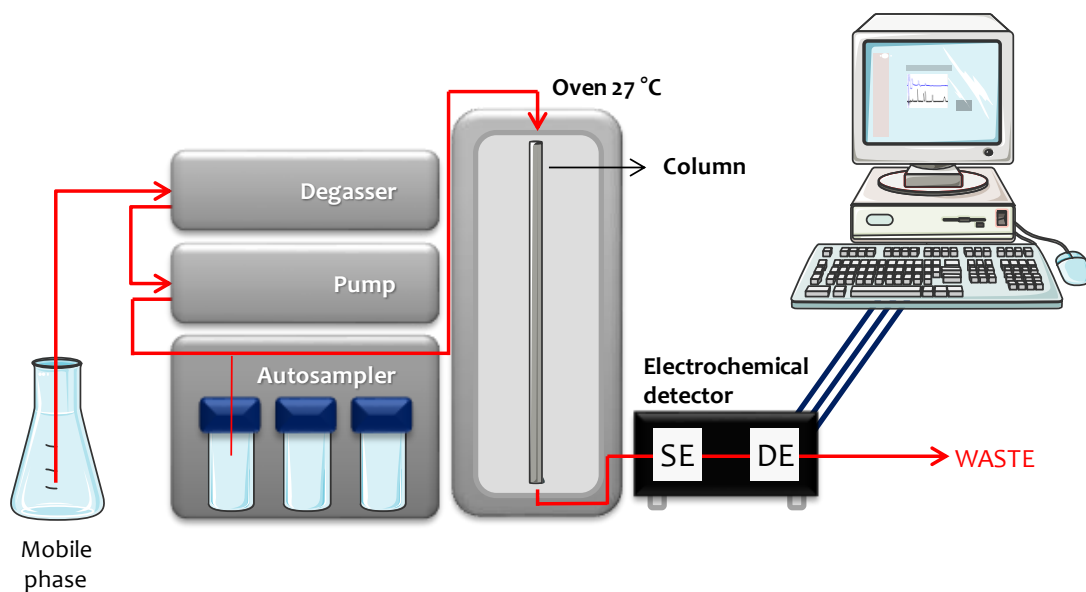 Oven 27 °C
Degasser
Column
Pump
Autosampler
Electrochemical
detector
SE
DE
WASTE
Mobile
phase